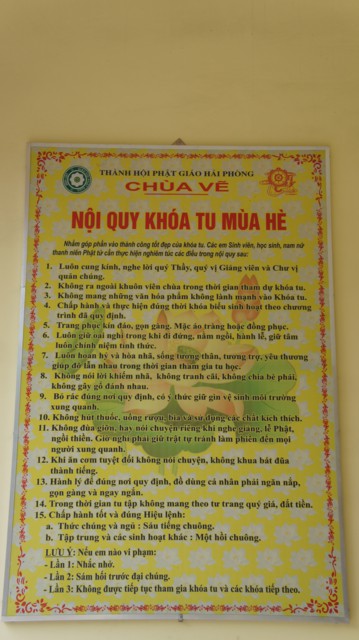 THÀNH HỘI PHẬT GIÁO HẢI PHÒNG
CHÙA VẼ
NỘI QUY KHÓA TU MÙA HÈ
Nhằm góp phần vào thành công tốt đẹp của khóa tu. Các em Sinh viên, học sinh, nam nữ
thanh niên Phật tử cần thực hiện nghiêm túc các điều trong nội quy sau:
1. Luôn cung kính, nghe lời quý Thầy, quý vị Giảng viên và Chư vị
quán chúng.
2. Không ra ngoài khuôn viên chùa trong thời gian tham dự khóa tu.
3. Không mang những văn hóa phẩm không lành mạnh vào Khóa tu.
4. Chấp hành và thực hiện đúng thời khóa biểu sinh hoạt theo chương
trình đã quy định.
5. Trang phục kín đáo, gọn gàng. Mặc áo tràng hoặc đồng phục.
6. Luôn giữ oai nghi trong khi đi đứng, nằm ngồi, hành lễ, giữ tâm
luôn chính niệm tỉnh thức.
7. Luôn hoan hỷ và hòa nhã, sống tương thân, tương trợ, yêu thương
giúp đỡ lẫn nhau trong thời gian tham gia tu học.
8. Không nói lời khiếm nhã, không tranh cãi, không chia bè phái,
không gây gổ đánh nhau.
9. Bỏ rác đúng nơi quy định, có ý thức giữ gìn vệ sinh môi trường
xung quanh.
10. Không hút thuốc, uống rượu, bia và sử dụng các chất kích thích.
11. Không đùa giỡn, hay nói chuyện riêng khi nghe giảng, lễ Phật,
ngồi thiền. Giờ nghỉ phải giữ trật tự tránh làm phiền đến mọi
người xung quanh.
12. Khi ăn cơm tuyệt đối không nói chuyện, không khua bát đũa
thành tiếng.
13. Hành lý để đúng nơi quy định, đồ dùng cá nhân phải ngăn nắp,
gọn gàng và ngay ngắn.
14. Trong thời gian tu tập không mang theo tư trang quý giá, đắt tiền.
15. Chấp hành tốt và đúng Hiệu lệnh:
a. Thức chúng và ngủ : Sáu tiếng chuông.
b. Tập trung và các sinh hoạt khác : Một hồi chuông.
LƯU Ý: Nếu em nào vi phạm:
- Lần 1: Nhắc nhở.
- Lần 2: Sám hối trước đại chúng.
- Lần 3: Không được tiếp tục tham gia khóa tu và các khóa tiếp theo.